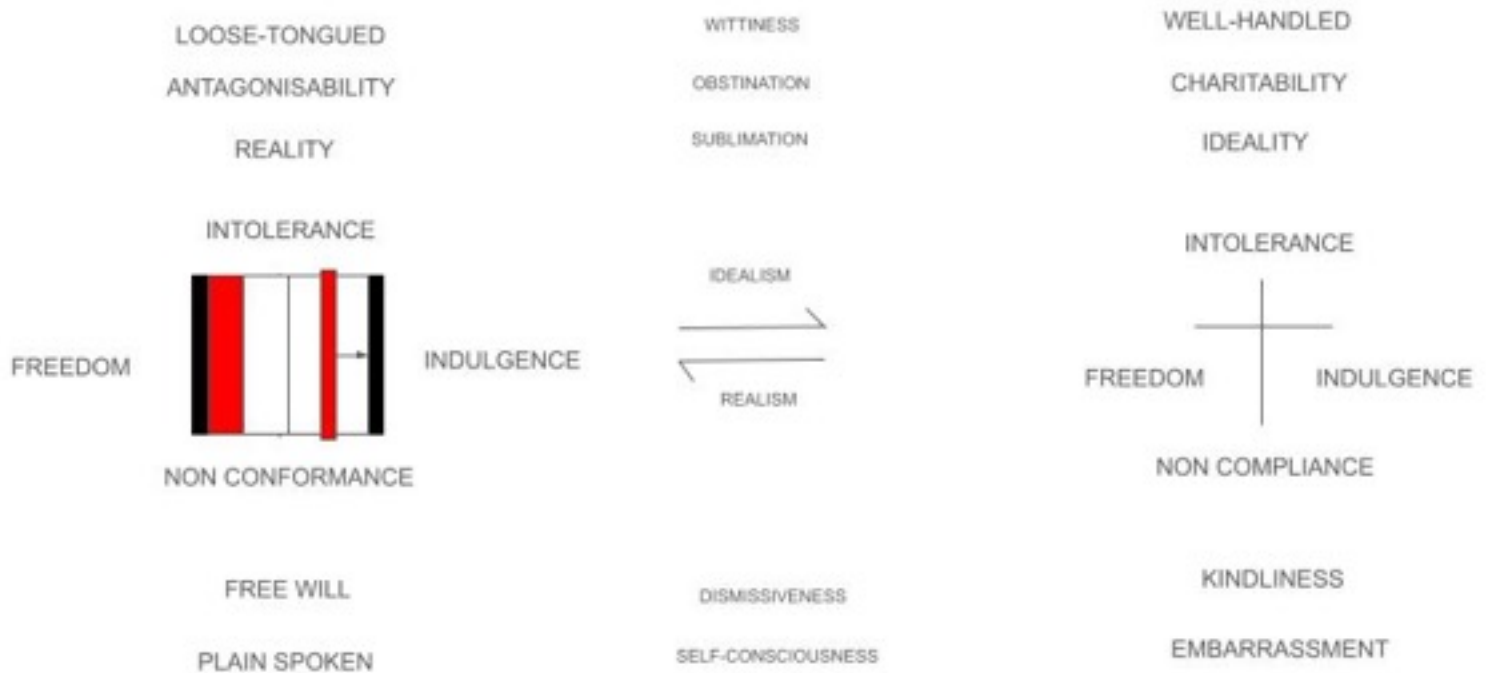 LOOSE-TONGUED
WITTINESS
WELL-HANDLED
ANTAGONISABILITY
OBSTINATION
CHARITABILITY
REALITY
SUBLIMATION
IDEALITY
INTOLERANCE
INTOLERANCE
IDEALISM
FREEDOM
INDULGENCE
FREEDOM
INDULGENCE
REALISM
NON CONFORMANCE
NON COMPLIANCE
FREE WILL
DISMISSIVENESS
KINDLINESS
PLAIN SPOKEN
SELF-CONSCIOUSNESS
EMBARRASSMENT